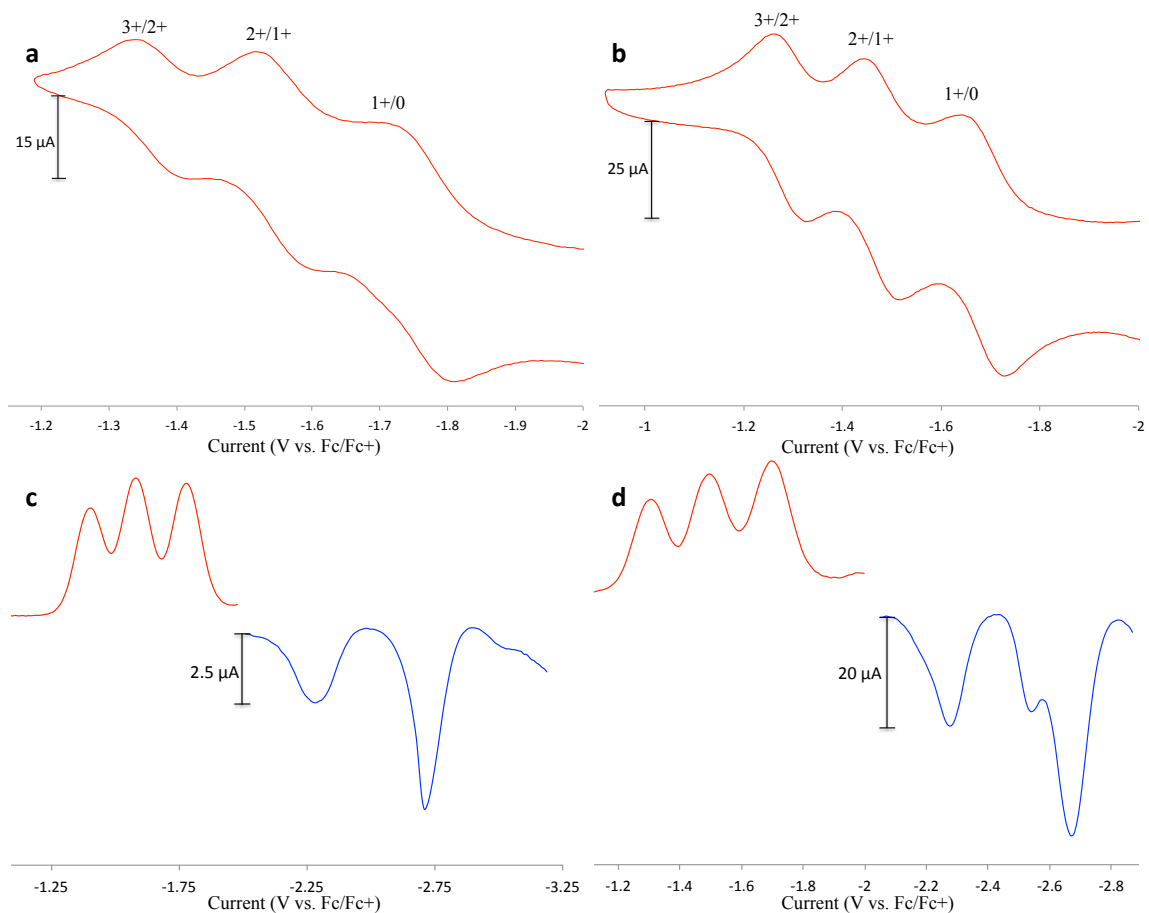 a
3+/2+
2+/1+
1+/0
15 µA
-1.2 -1.3 -1.4 -1.5 -1.6 -1.7 -1.8 -1.9 -2
Current (V vs. Fc/Fc+)
b
3+/2+
2+/1+
1+/0
25 µA
-1 -1.2 -1.4 -1.6 -1.8 -2
Current (V vs. Fc/Fc+)
c
2.5 µA
-1.25 -1.75 -2.25 -2.75 -3.25
Current (V vs. Fc/Fc+)
d
20 µA
-1.2 -1.4 -1.6 -1.8 -2 -2.2 -2.4 -2.6 -2.8
Current (V vs. Fc/Fc+)